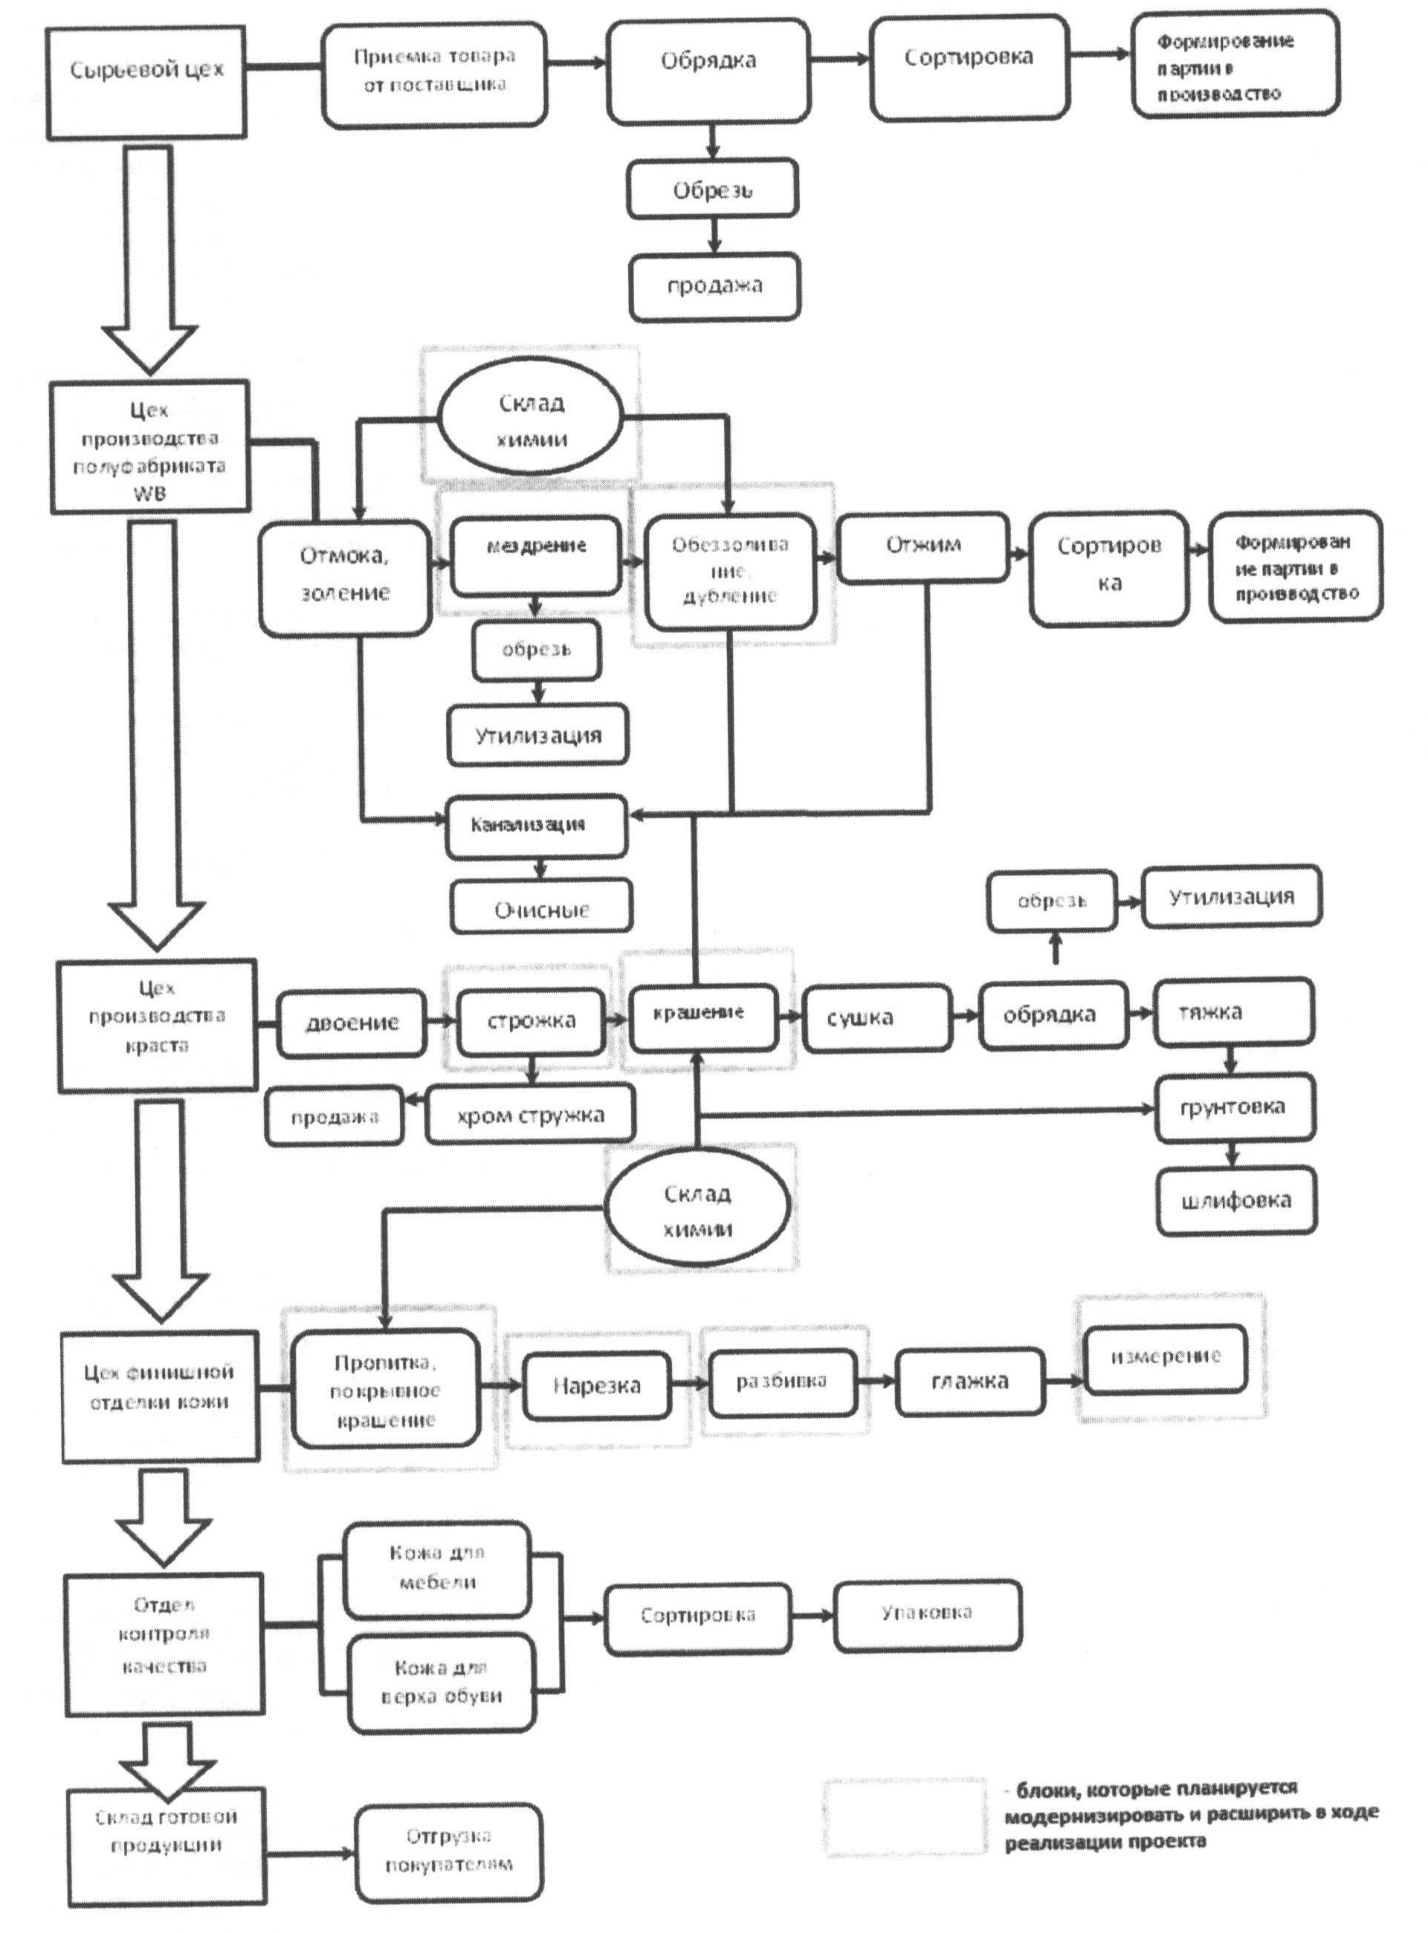 Сырьевой цех
Приемка товара
от поставщика
Обрядка
Сортировка
Формирование
партии в
производство
Обрезь
продажа
Склад
химии
Цех
производства
полуфабриката
WB
Отмока,
золение
мездрение
Обеззолива
ние,
дубление
Отжим
Сортиров
ка
Формирован
ие партии в
производство
обрезь
Утилизация
Канализация
Очисные
обрезь
Утилизация
Цех
производства
краста
двоение
строжка
крашение
сушка
обрядка
тяжка
продажа
хром стружка
грунтовка
шлифовка
Склад
химии
Цех финишной
отделки кожи
Пропитка,
покрывное
крашение
Нарезка
разбивка
глажка
измерение
Отдел
контроля
качества
Кожа для
мебели
Кожа для
верха обуви
Сортировка
Упаковка
Склад готовой
продукции
Отгрузка
покупателям
- блоки, которые планируется
модернизировать и расширить в ходе
реализации проекта